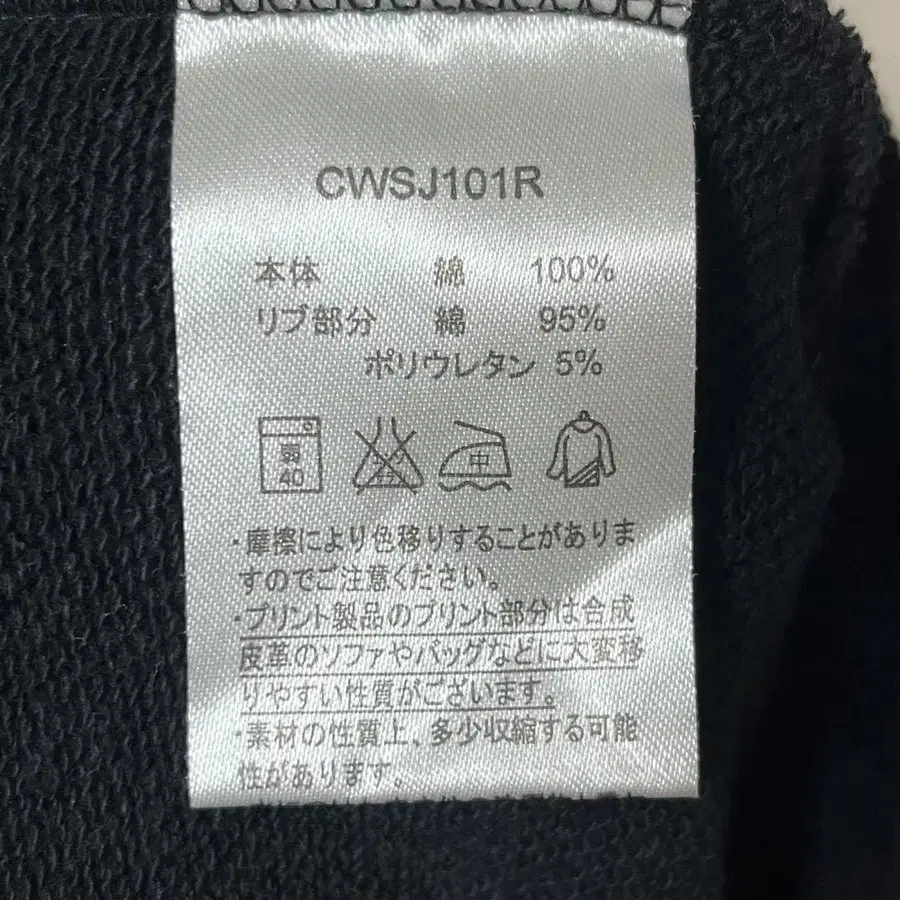 CWSJ101R
本体 綿 100%
リブ部分 綿 95%
ポリウレタン 5%
弱 40 中
・摩擦により色移りすることがありま
すのでご注意ください。
・プリント製品のプリント部分は合成
皮革のソファやバッグなどに大変移
りやすい性質がございます。
・素材の性質上、多少収縮する可能
性があります。